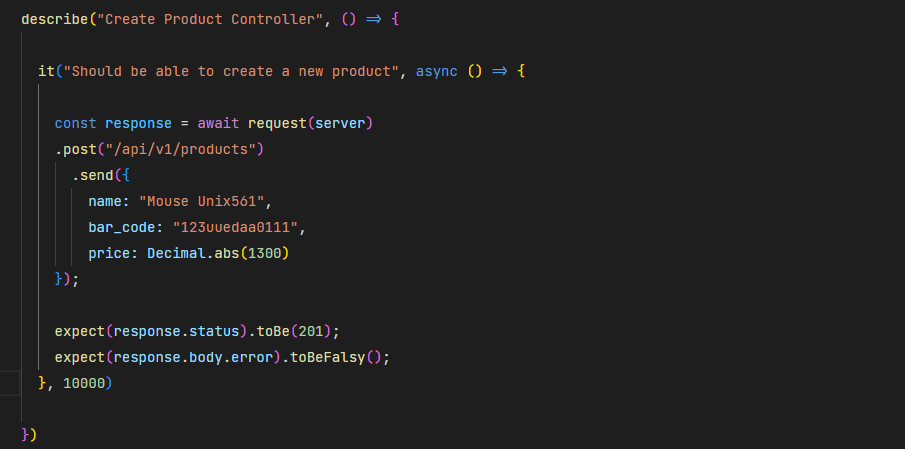 describe("Create Product Controller", () => {
it("Should be able to create a new product", async () => {
const response = await request(server)
.post("/api/v1/products")
.send({
name: "Mouse Unix561",
bar_code: "123uuedaa0111",
price: Decimal.abs(1300)
});
expect(response.status).toBe(201);
expect(response.body.error).toBeFalsy();
}, 10000)
})